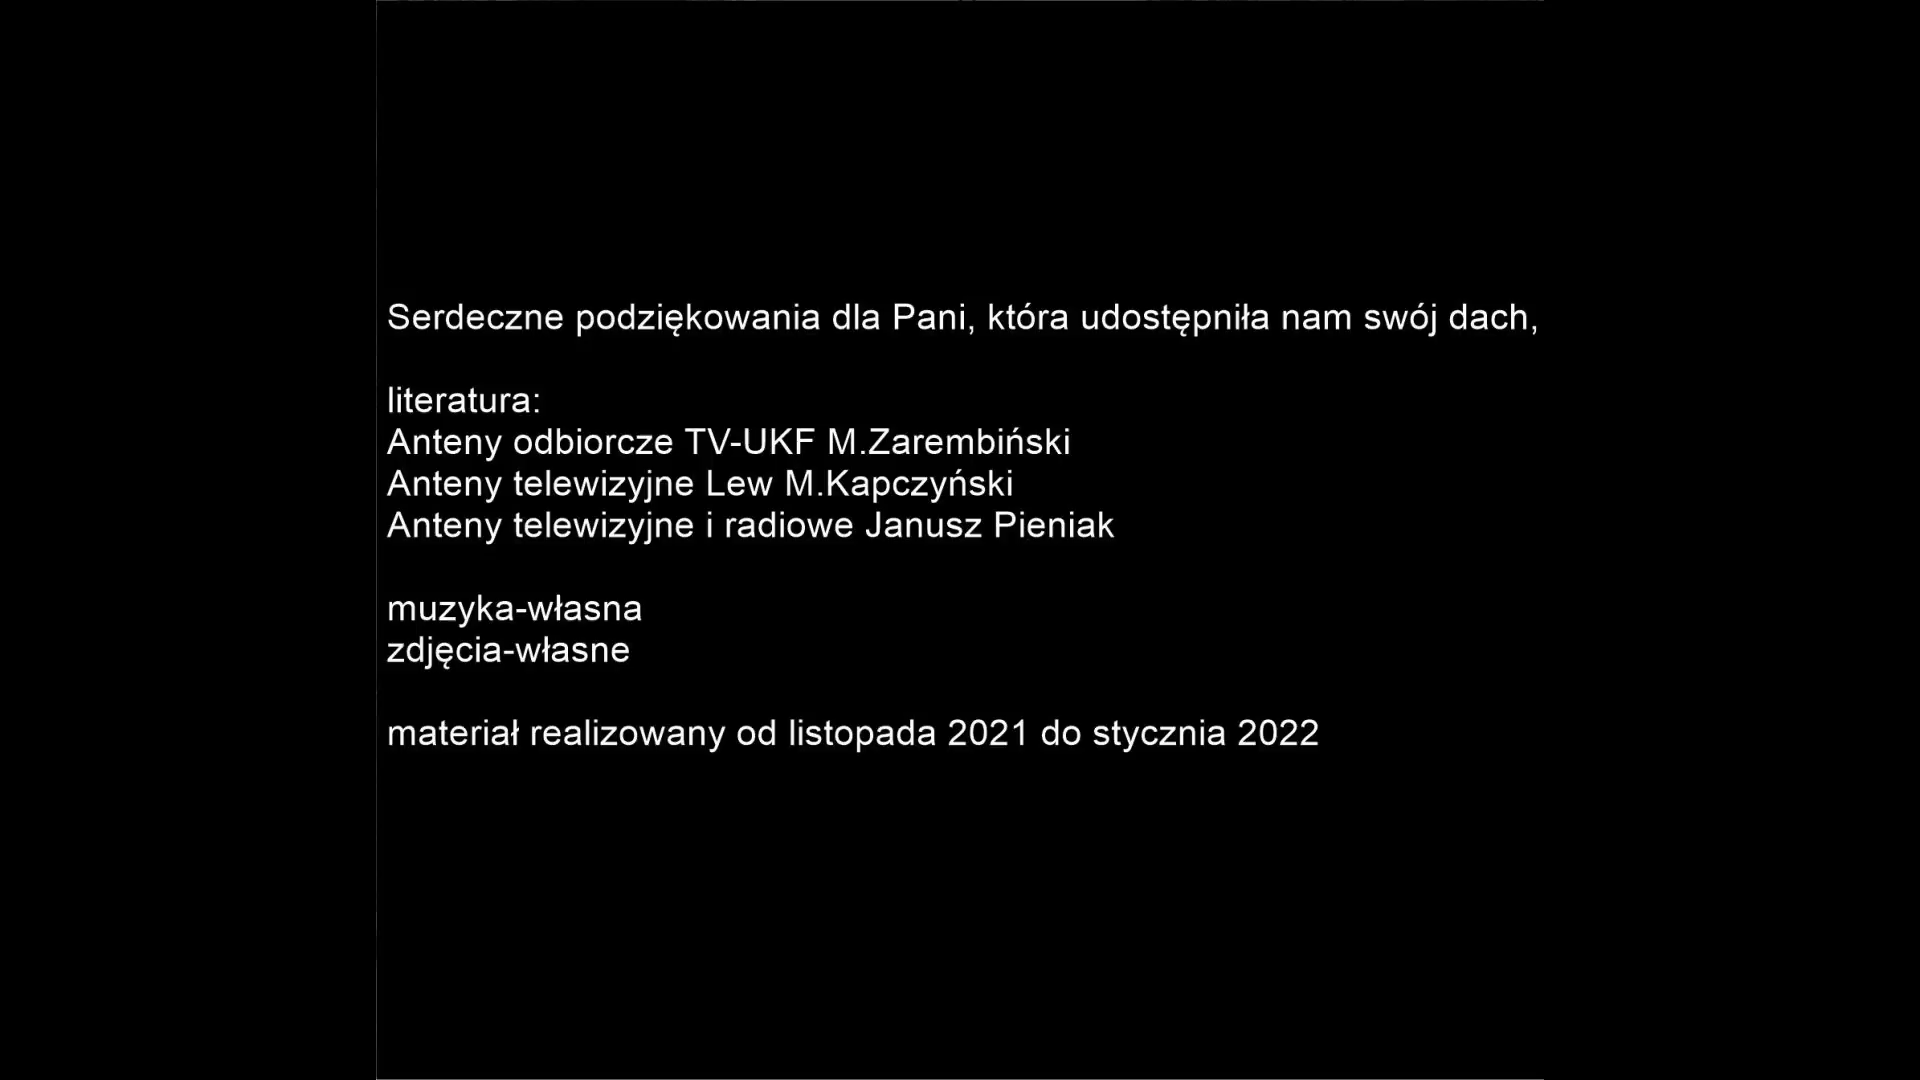 Serdeczne podziękowania dla Pani, która udostępniła nam swój dach,
literatura:
Anteny odbiorcze TV-UKF M.Zarembiński
Anteny telewizyjne Lew M.Kapczyński
Anteny telewizyjne i radiowe Janusz Pieniak
muzyka-własna
zdjęcia-własne
materiał realizowany od listopada 2021 do stycznia 2022